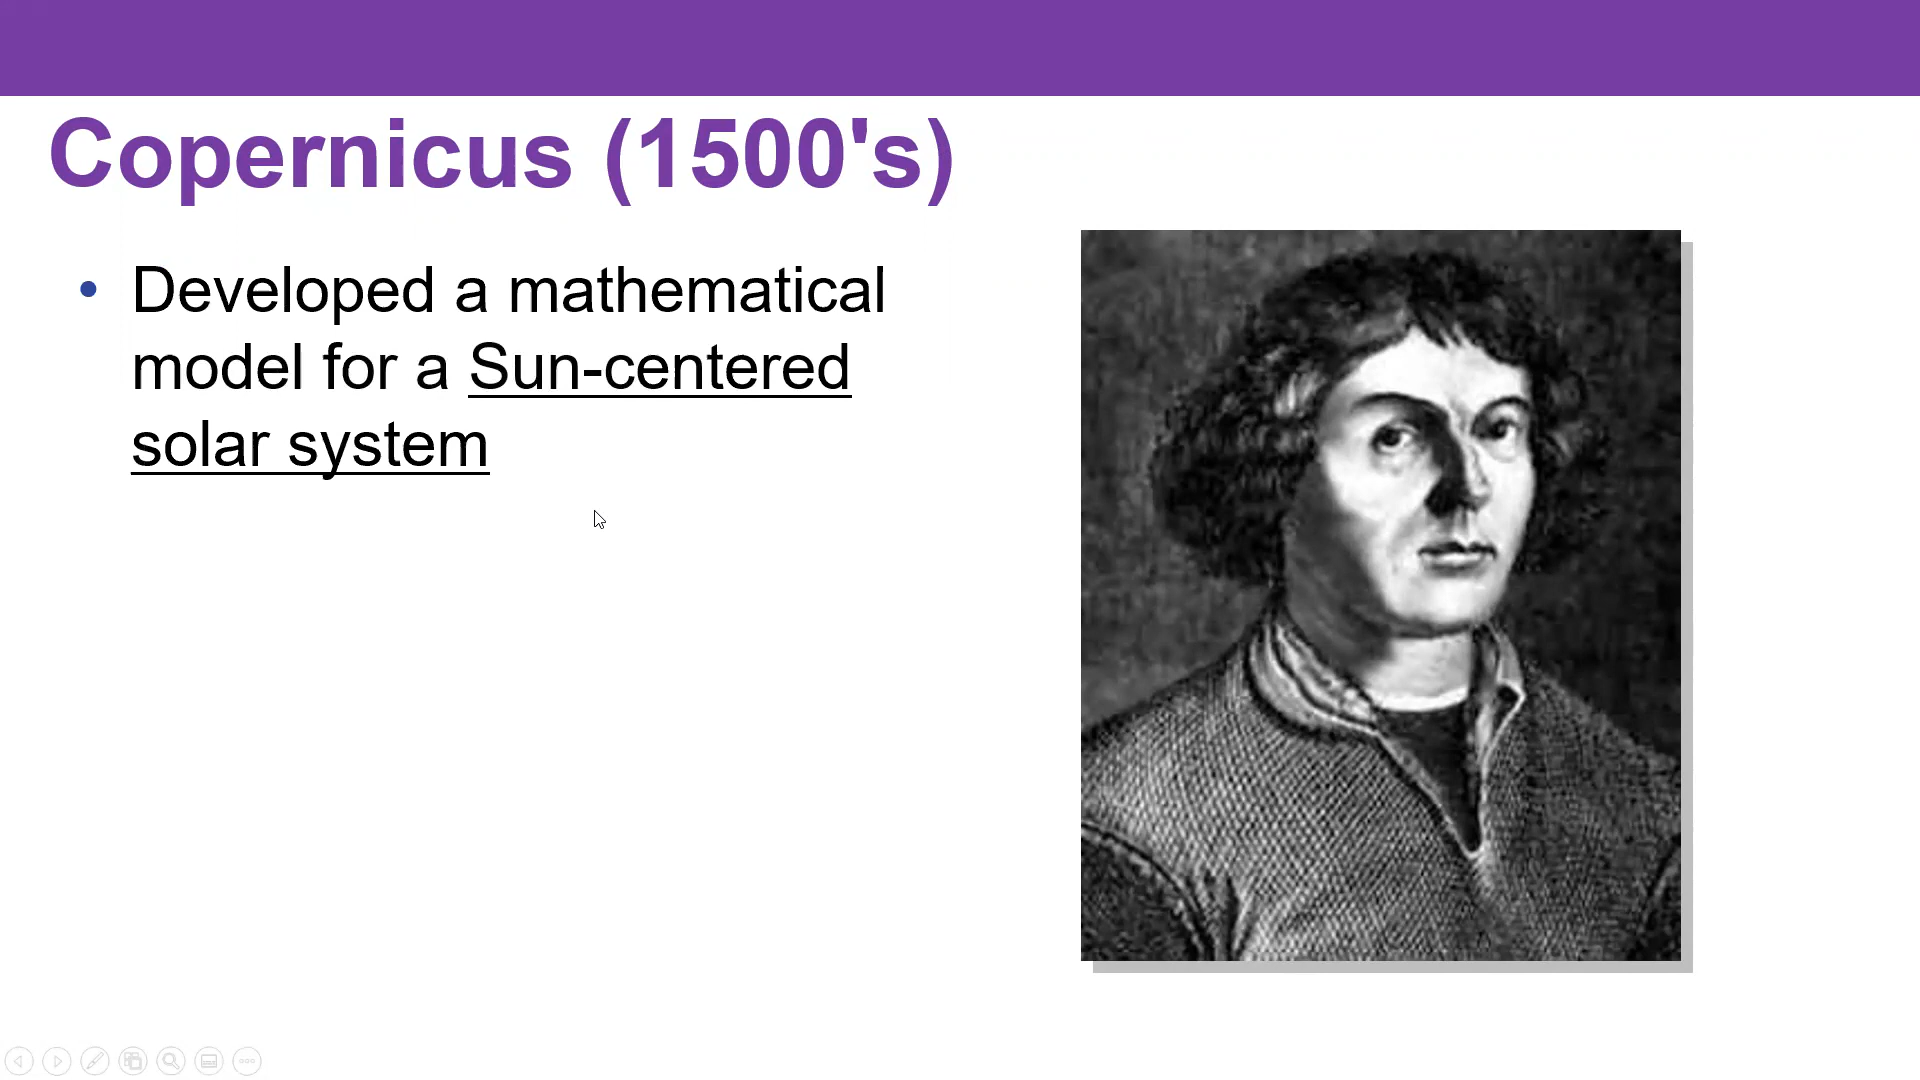 Copernicus (1500's)
• Developed a mathematical
model for a Sun-centered
solar system